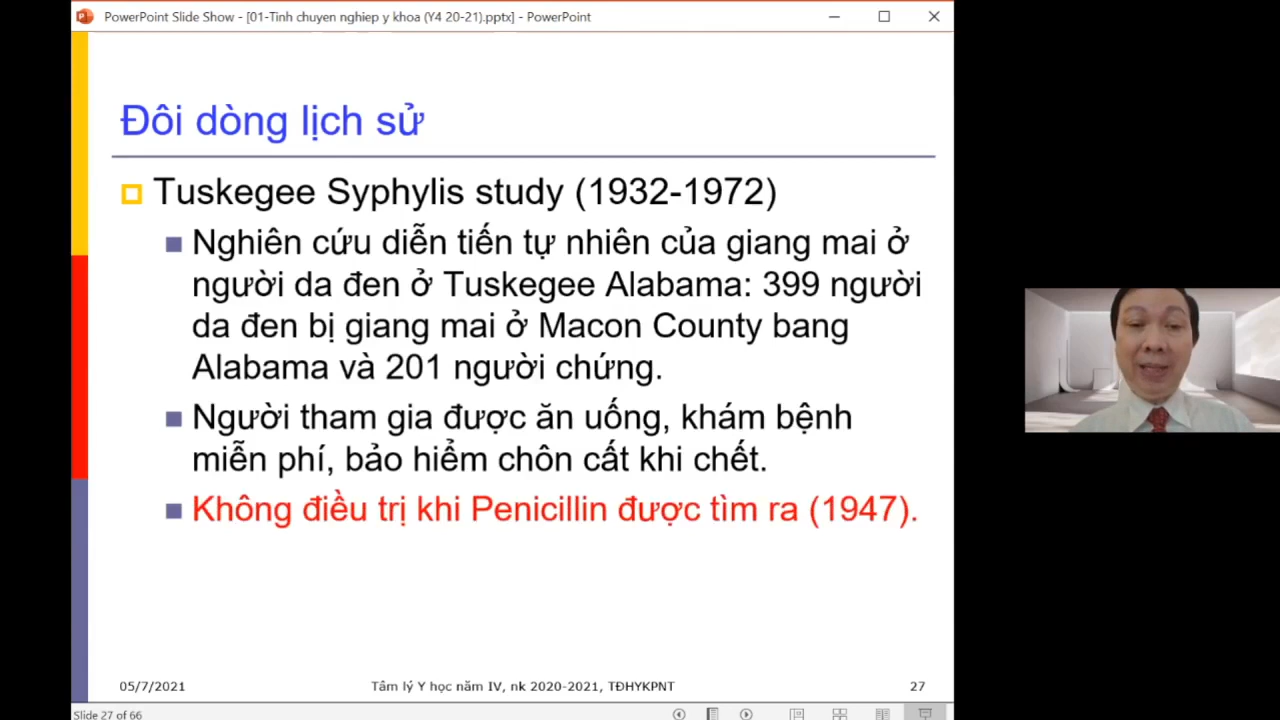 PowerPoint Slide Show - [01-Tinh chuyen nghiep y khoa (Y4 20-21).pptx] - PowerPoint
Đôi dòng lịch sử
Tuskegee Syphylis study (1932-1972)
Nghiên cứu diễn tiến tự nhiên của giang mai ở
người da đen ở Tuskegee Alabama: 399 người
da đen bị giang mai ở Macon County bang
Alabama và 201 người chứng.
Người tham gia được ăn uống, khám bệnh
miễn phí, bảo hiểm chôn cất khi chết.
Không điều trị khi Penicillin được tìm ra (1947).
05/7/2021 Tâm lý Y học năm IV, nk 2020-2021, TĐHYKPNT 27
Slide 27 of 66